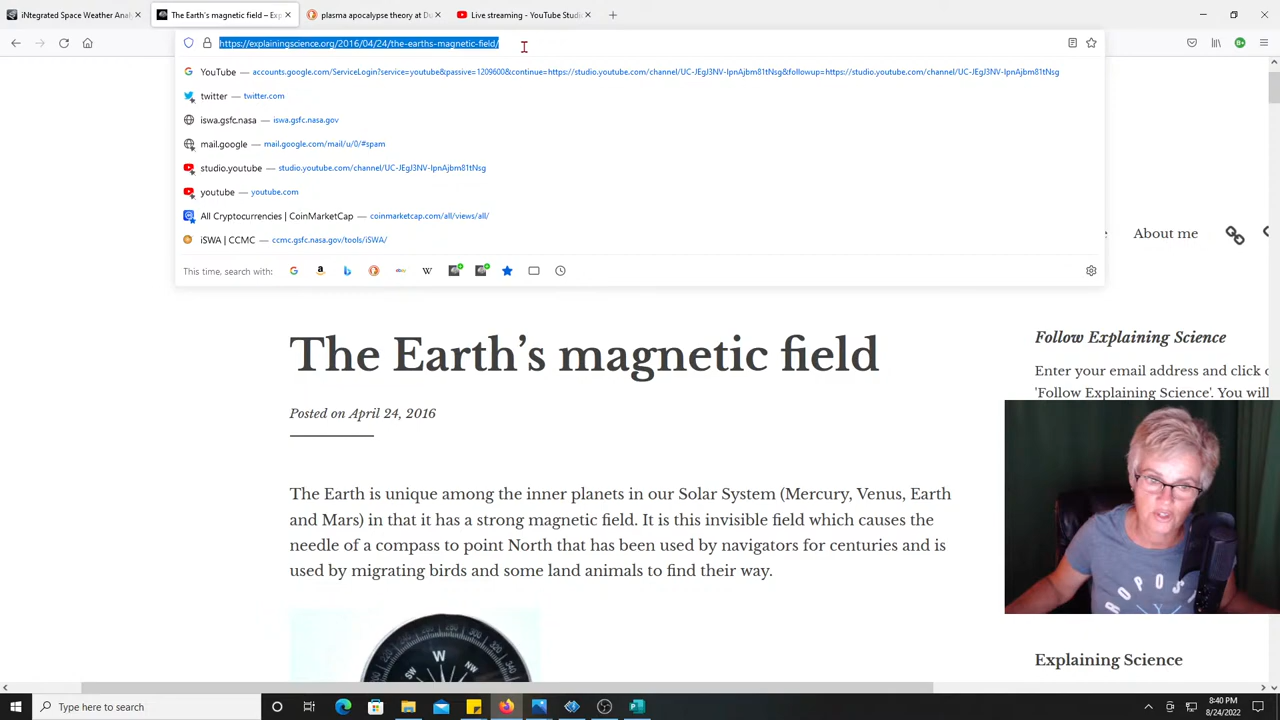 iNtegrated Space Weather Analy
The Earth's magnetic field – Exp
plasma apocalypse theory at Du
Live streaming - YouTube Studi
https://explainingscience.org/2016/04/24/the-earths-magnetic-field/
YouTube — accounts.google.com/ServiceLogin?service=youtube&passive=1209600&continue=https://studio.youtube.com/channel/UC-JEgJ3NV-IpnAjbm81tNsg&followup=https://studio.youtube.com/channel/UC-JEgJ3NV-IpnAjbm81tNsg
twitter — twitter.com
iswa.gsfc.nasa — iswa.gsfc.nasa.gov
mail.google — mail.google.com/mail/u/0/#spam
studio.youtube — studio.youtube.com/channel/UC-JEgJ3NV-IpnAjbm81tNsg
youtube — youtube.com
All Cryptocurrencies | CoinMarketCap — coinmarketcap.com/all/views/all/
iSWA | CCMC — ccmc.gsfc.nasa.gov/tools/iSWA/
This time, search with:
e About me
The Earth's magnetic field
Posted on April 24, 2016
The Earth is unique among the inner planets in our Solar System (Mercury, Venus, Earth
and Mars) in that it has a strong magnetic field. It is this invisible field which causes the
needle of a compass to point North that has been used by navigators for centuries and is
used by migrating birds and some land animals to find their way.
W
SW
NW
Follow Explaining Science
Enter your email address and click o
'Follow Explaining Science'. You will
Explaining Science
Type here to search
8:40 PM
8/24/2022